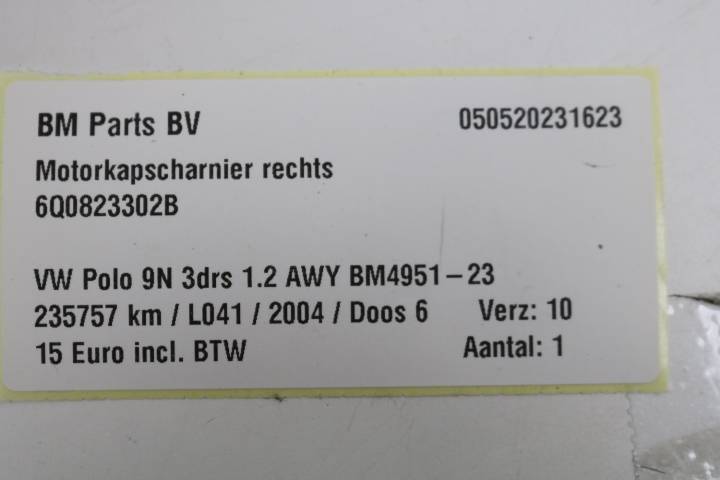 BM Parts BV 050520231623
Motorkapscharnier rechts
6Q0823302B
VW Polo 9N 3drs 1.2 AWY BM4951-23
235757 km / L041 / 2004 / Doos 6 Verz: 10
15 Euro incl. BTW Aantal: 1